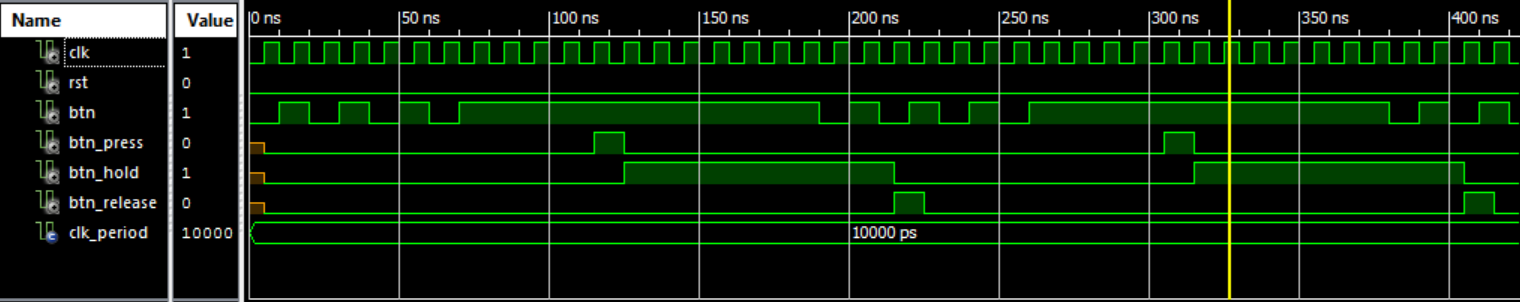 Name Value 0 ns 50 ns 100 ns 150 ns 200 ns 250 ns 300 ns 350 ns 400 ns
clk 1
rst 0
btn 1
btn_press 0
btn_hold 1
btn_release 0
clk_period 10000 10000 ps